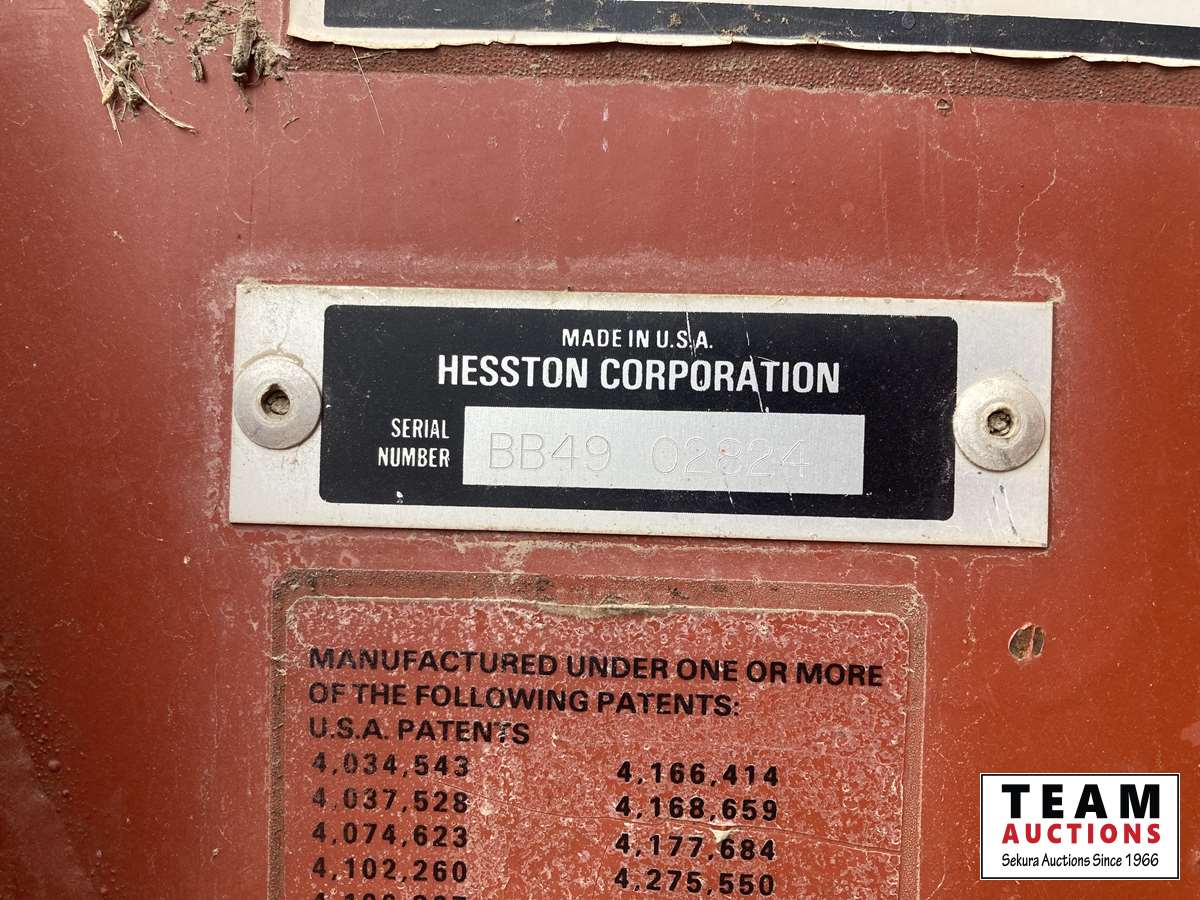 MADE IN U.S.A.
HESSTON CORPORATION
SERIAL
NUMBER
BB49 02824
MANUFACTURED UNDER ONE OR MORE
OF THE FOLLOWING PATENTS:
U.S.A. PATENTS
4,034,543 4,166,414
4,037,528 4,168,659
4,074,623 4,177,684
4,102,260 4,275,550
TEAM
AUCTIONS
Sekura Auctions Since 1966